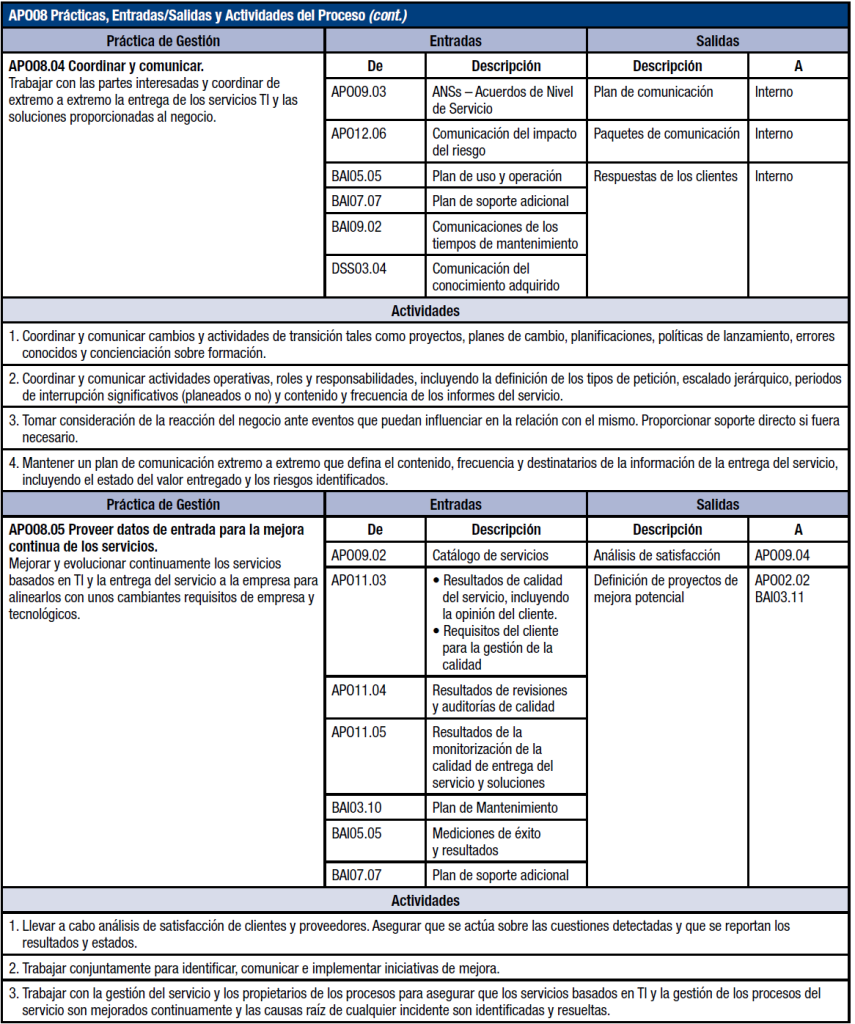 APO08 Prácticas, Entradas/Salidas y Actividades del Proceso (cont.)
Práctica de Gestión
Entradas
Salidas
APO08.04 Coordinar y comunicar.
Trabajar con las partes interesadas y coordinar de
extremo a extremo la entrega de los servicios TI y las
soluciones proporcionadas al negocio.
De
Descripción
Descripción
A
APO09.03
ANSs – Acuerdos de Nivel
de Servicio
Plan de comunicación
Interno
APO12.06
Comunicación del impacto
del riesgo
Paquetes de comunicación
Interno
BAI05.05
Plan de uso y operación
Respuestas de los clientes
Interno
BAI07.07
Plan de soporte adicional
BAI09.02
Comunicaciones de los
tiempos de mantenimiento
DSS03.04
Comunicación del
conocimiento adquirido
Actividades
1. Coordinar y comunicar cambios y actividades de transición tales como proyectos, planes de cambio, planificaciones, políticas de lanzamiento, errores
conocidos y concienciación sobre formación.
2. Coordinar y comunicar actividades operativas, roles y responsabilidades, incluyendo la definición de los tipos de petición, escalado jerárquico, periodos
de interrupción significativos (planeados o no) y contenido y frecuencia de los informes del servicio.
3. Tomar consideración de la reacción del negocio ante eventos que puedan influenciar en la relación con el mismo. Proporcionar soporte directo si fuera
necesario.
4. Mantener un plan de comunicación extremo a extremo que defina el contenido, frecuencia y destinatarios de la información de la entrega del servicio,
incluyendo el estado del valor entregado y los riesgos identificados.
Práctica de Gestión
Entradas
Salidas
APO08.05 Proveer datos de entrada para la mejora
continua de los servicios.
Mejorar y evolucionar continuamente los servicios
basados en TI y la entrega del servicio a la empresa para
alinearlos con unos cambiantes requisitos de empresa y
tecnológicos.
De
Descripción
Descripción
A
APO09.02
Catálogo de servicios
Análisis de satisfacción
APO09.04
APO11.03
• Resultados de calidad
del servicio, incluyendo
la opinión del cliente.
• Requisitos del cliente
para la gestión de la
calidad
Definición de proyectos de
mejora potencial
APO02.02
BAI03.11
APO11.04
Resultados de revisiones
y auditorías de calidad
APO11.05
Resultados de la
monitorización de la
calidad de entrega del
servicio y soluciones
BAI03.10
Plan de Mantenimiento
BAI05.05
Mediciones de éxito
y resultados
BAI07.07
Plan de soporte adicional
Actividades
1. Llevar a cabo análisis de satisfacción de clientes y proveedores. Asegurar que se actúa sobre las cuestiones detectadas y que se reportan los
resultados y estados.
2. Trabajar conjuntamente para identificar, comunicar e implementar iniciativas de mejora.
3. Trabajar con la gestión del servicio y los propietarios de los procesos para asegurar que los servicios basados en TI y la gestión de los procesos del
servicio son mejorados continuamente y las causas raíz de cualquier incidente son identificadas y resueltas.